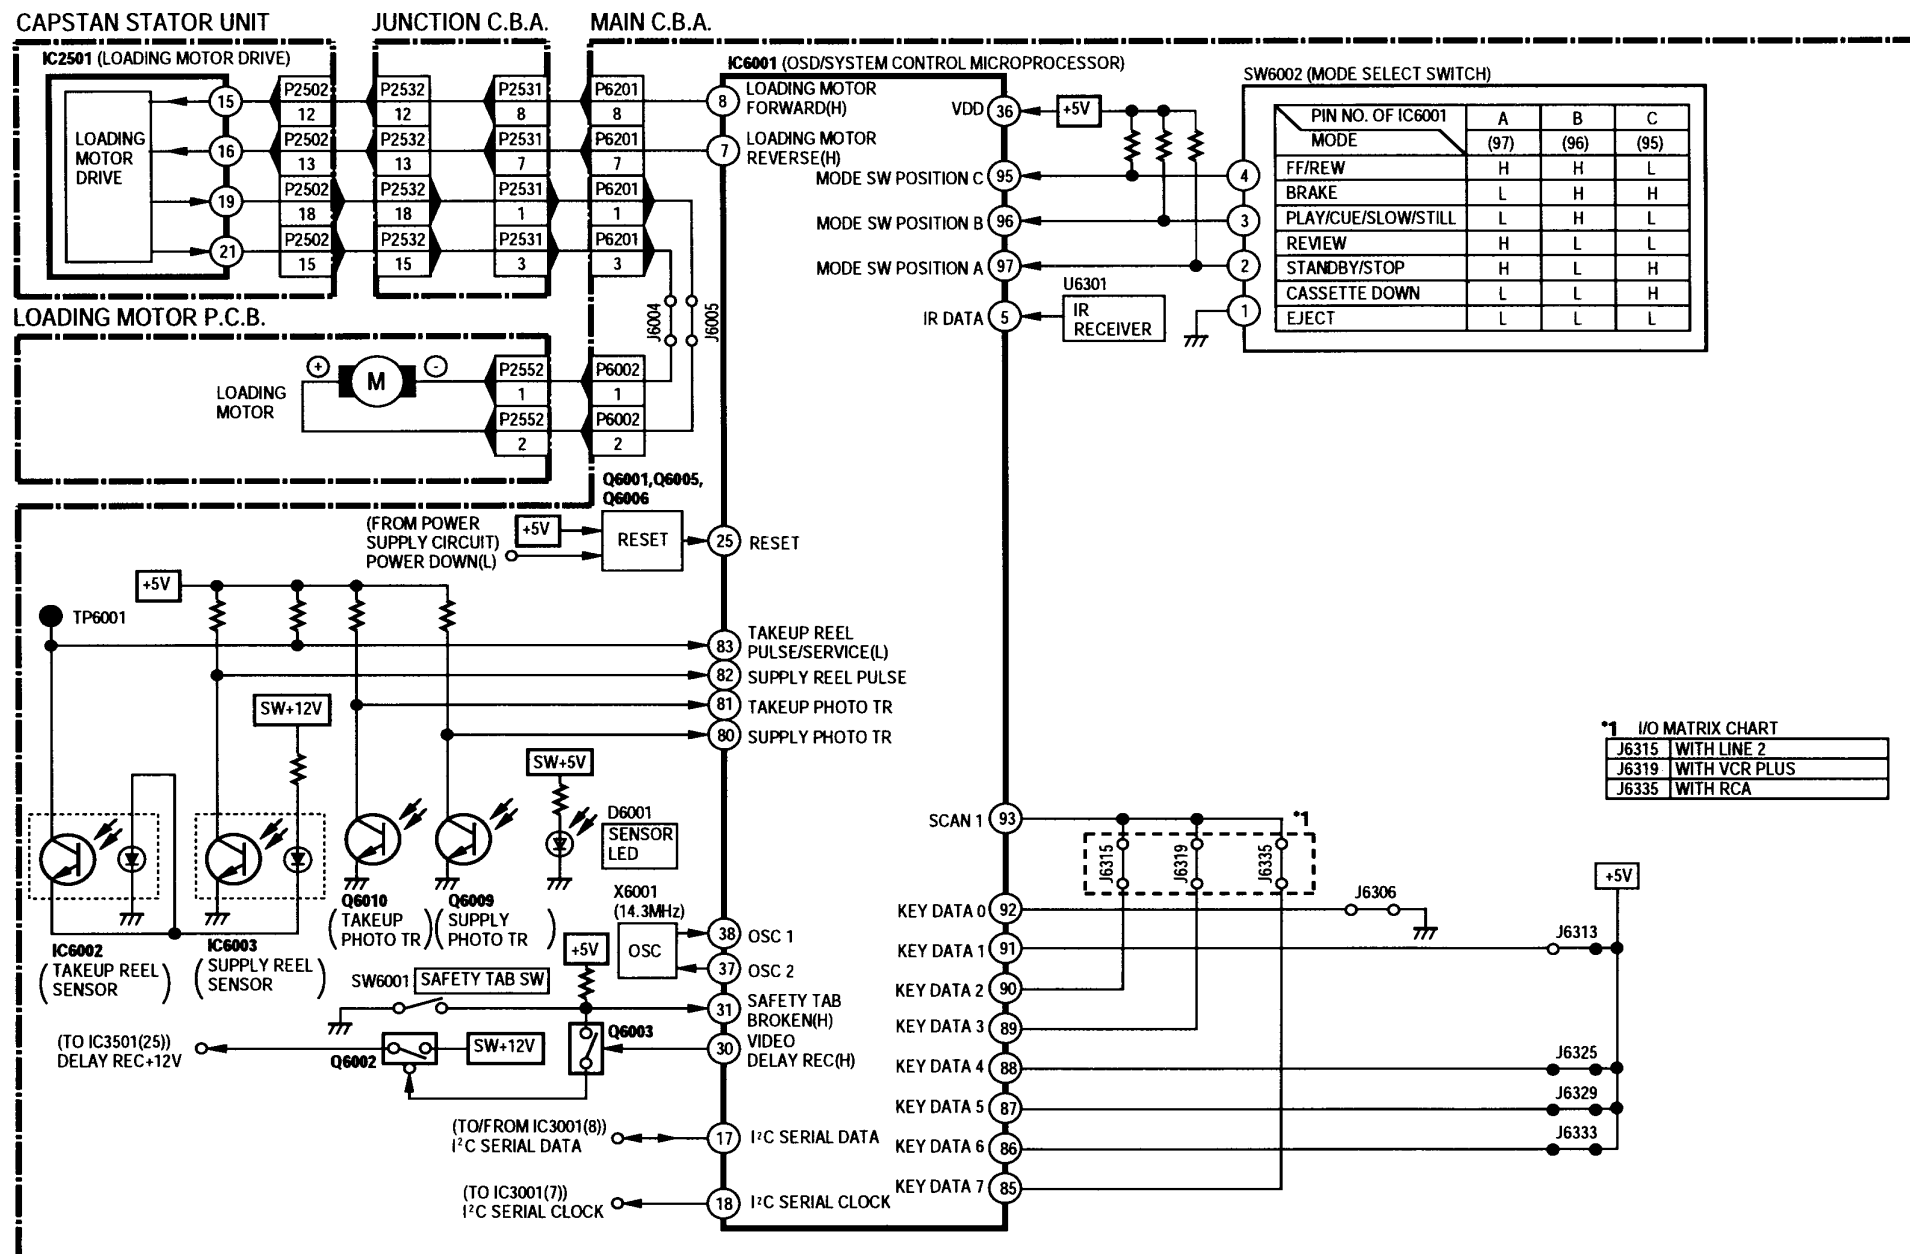 CAPSTAN STATOR UNIT
JUNCTION C.B.A.
MAIN C.B.A.
IC2501 (LOADING MOTOR DRIVE)
LOADING
MOTOR
DRIVE
15
16
19
21
P2502
12
P2502
13
P2502
18
P2502
15
P2532
12
P2532
13
P2532
18
P2532
15
P2531
8
P2531
7
P2531
1
P2531
3
P6201
8
P6201
7
P6201
1
P6201
3
J6004
J6005
LOADING MOTOR P.C.B.
LOADING
MOTOR
+
M
-
P2552
1
P2552
2
P6002
1
P6002
2
IC6001 (OSD/SYSTEM CONTROL MICROPROCESSOR)
8
LOADING MOTOR
FORWARD(H)
7
LOADING MOTOR
REVERSE(H)
VDD 36
+5V
MODE SW POSITION C 95
MODE SW POSITION B 96
MODE SW POSITION A 97
IR DATA 5
U6301
IR
RECEIVER
SW6002 (MODE SELECT SWITCH)
4
3
2
1
PIN NO. OF IC6001
MODE
A B C
(97) (96) (95)
FF/REW H H L
BRAKE L H H
PLAY/CUE/SLOW/STILL L H L
REVIEW H L L
STANDBY/STOP H L H
CASSETTE DOWN L L H
EJECT L L L
Q6001,Q6005,
Q6006
(FROM POWER
SUPPLY CIRCUIT)
POWER DOWN(L)
+5V
RESET
25 RESET
+5V
TP6001
83
TAKEUP REEL
PULSE/SERVICE(L)
82 SUPPLY REEL PULSE
81 TAKEUP PHOTO TR
80 SUPPLY PHOTO TR
SW+12V
SW+5V
D6001
SENSOR
LED
IC6002
(TAKEUP REEL
SENSOR)
IC6003
(SUPPLY REEL
SENSOR)
Q6010
(TAKEUP
PHOTO TR)
Q6009
(SUPPLY
PHOTO TR)
X6001
(14.3MHz)
OSC
38 OSC 1
37 OSC 2
+5V
SW6001 SAFETY TAB SW
31
SAFETY TAB
BROKEN(H)
30
VIDEO
DELAY REC(H)
Q6003
(TO IC3501(25))
DELAY REC+12V
Q6002
SW+12V
(TO/FROM IC3001(8))
I²C SERIAL DATA
17 I²C SERIAL DATA
(TO IC3001(7))
I²C SERIAL CLOCK
18 I²C SERIAL CLOCK
SCAN 1 93
*1
J6315
J6319
J6335
KEY DATA 0 92
J6306
KEY DATA 1 91
J6313
+5V
KEY DATA 2 90
KEY DATA 3 89
KEY DATA 4 88
J6325
KEY DATA 5 87
J6329
KEY DATA 6 86
J6333
KEY DATA 7 85
*1 I/O MATRIX CHART
J6315 WITH LINE 2
J6319 WITH VCR PLUS
J6335 WITH RCA